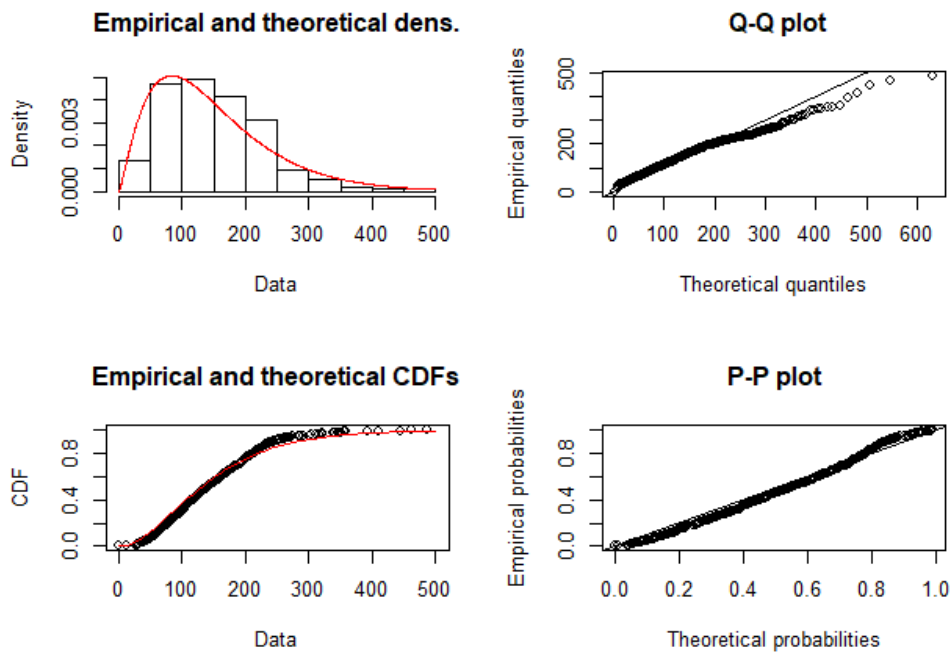 Empirical and theoretical dens.
Density
0.000
0.003
0 100 200 300 400 500
Data
Q-Q plot
Empirical quantiles
0
200
500
0 100 200 300 400 500 600
Theoretical quantiles
Empirical and theoretical CDFs
CDF
0.0
0.4
0.8
0 100 200 300 400 500
Data
P-P plot
Empirical probabilities
0.0
0.4
0.8
0.0 0.2 0.4 0.6 0.8 1.0
Theoretical probabilities